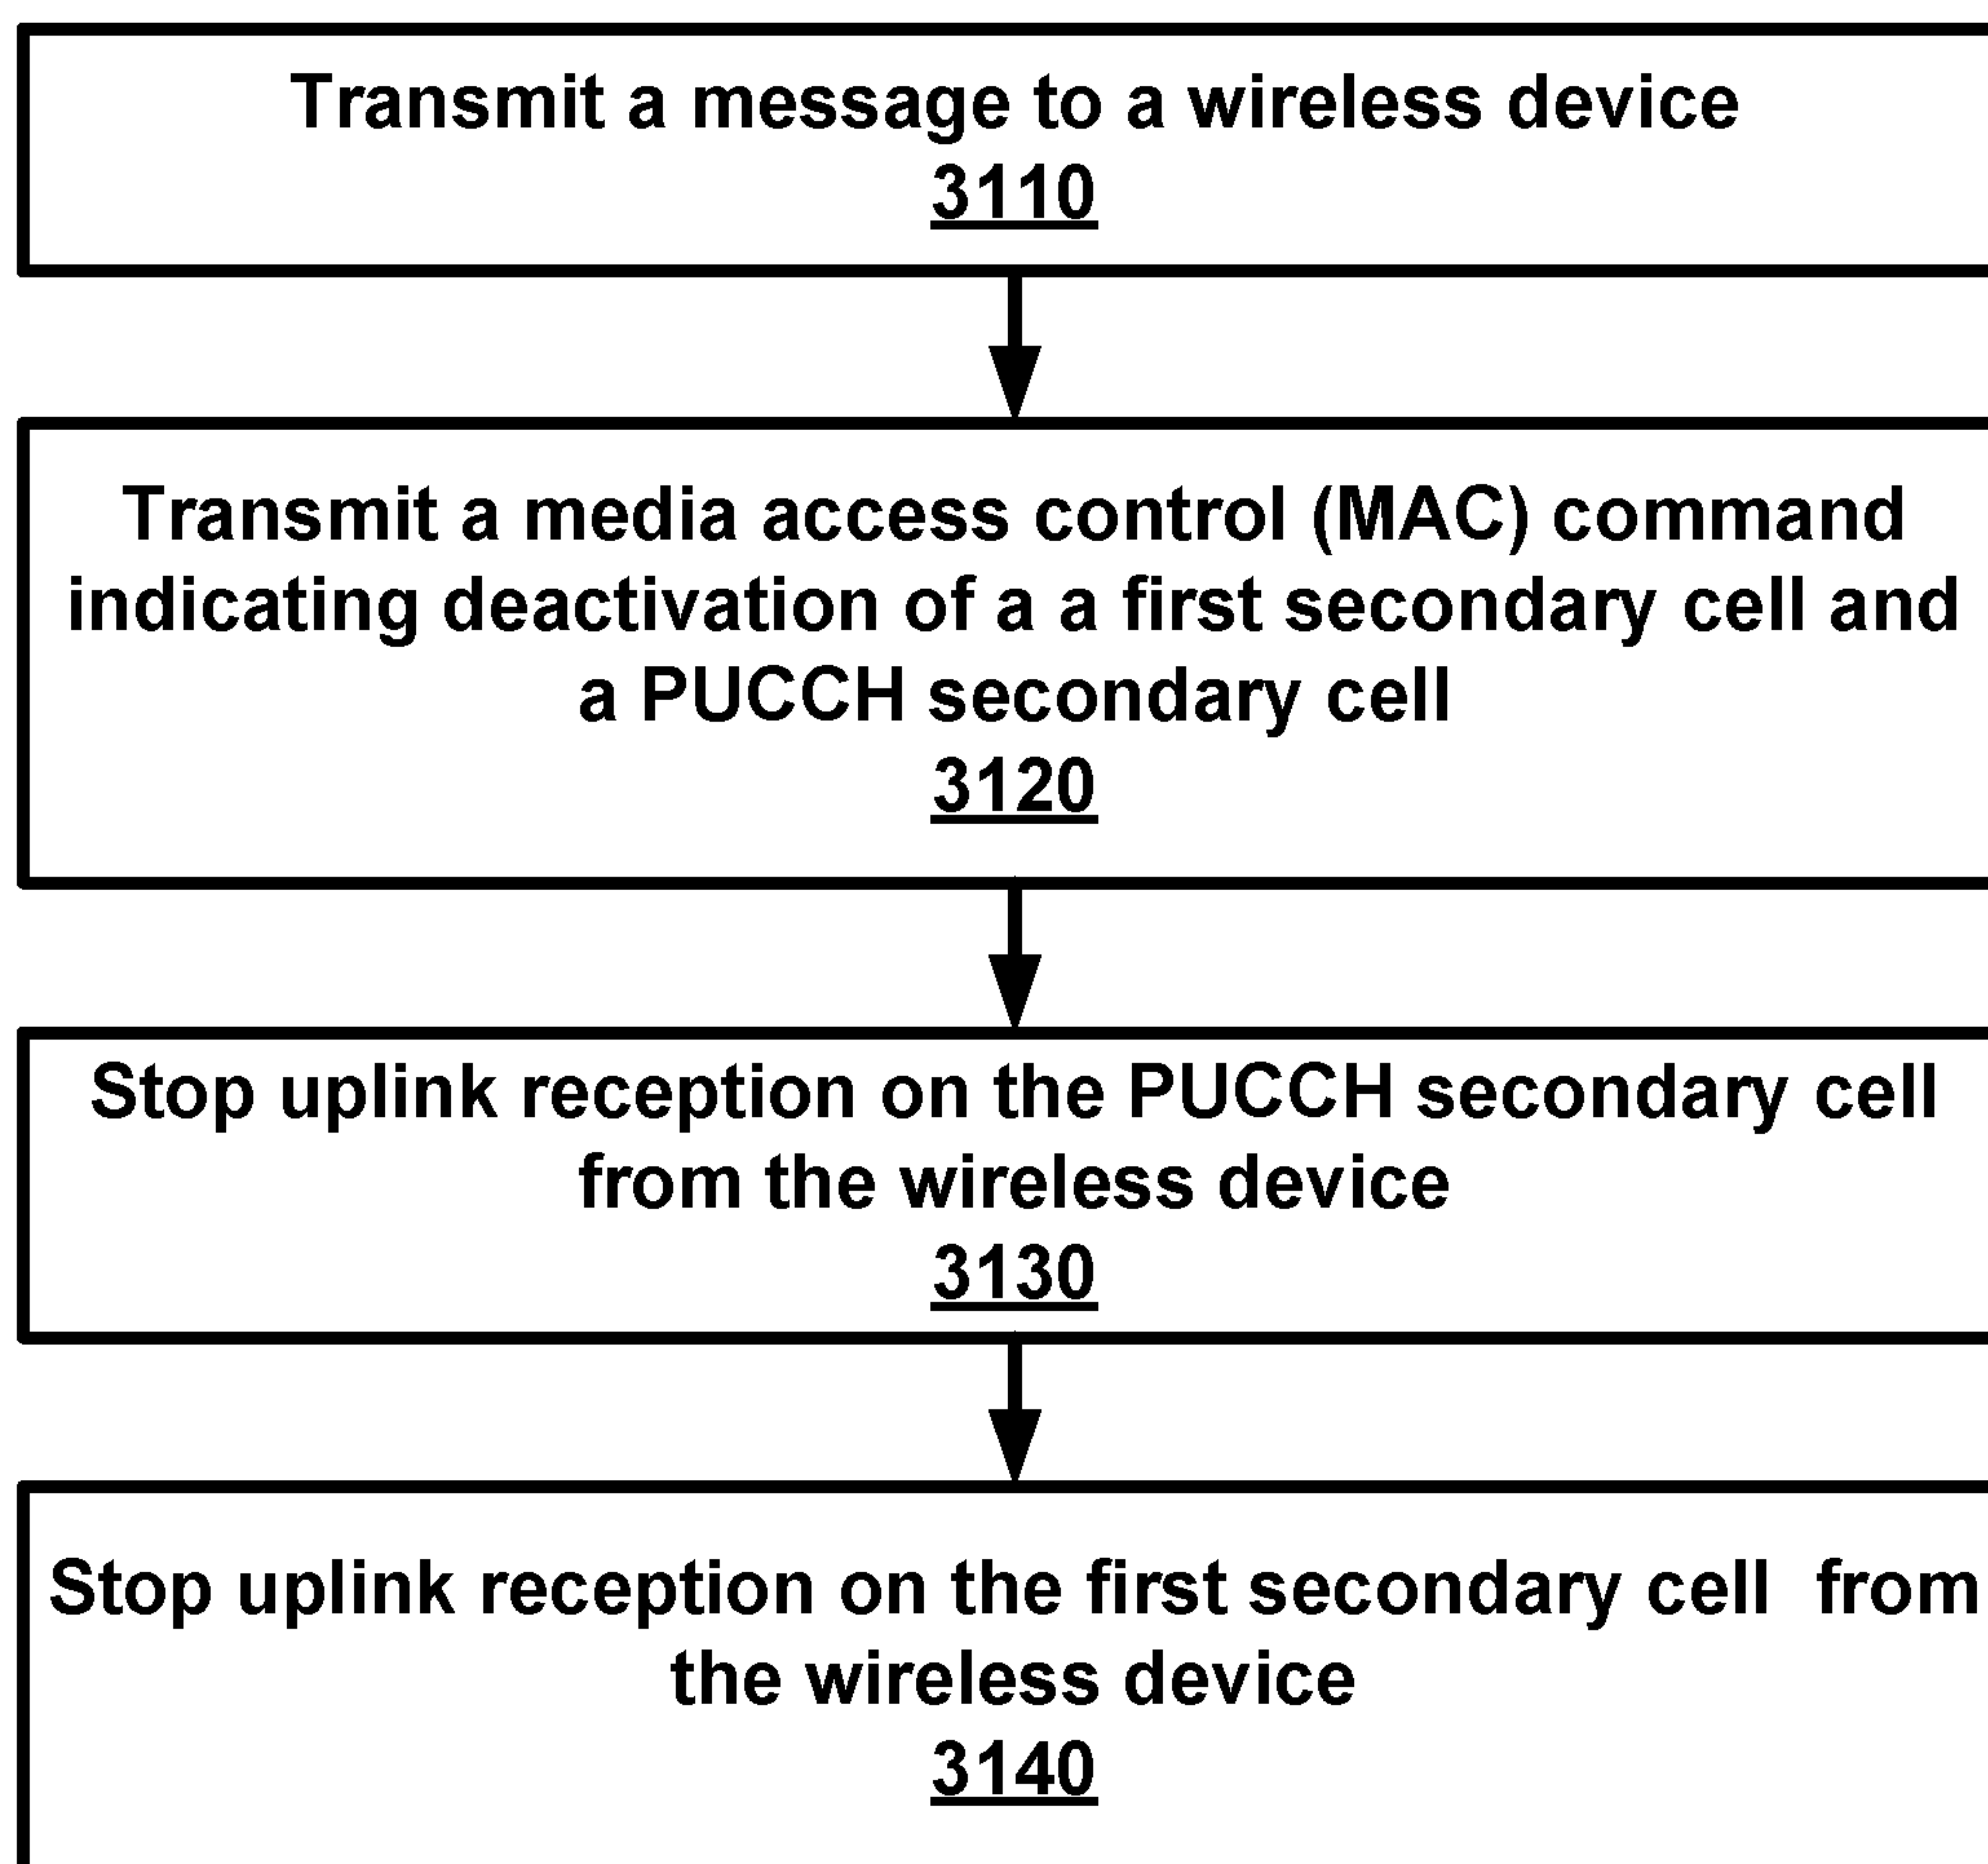 Transmit a message to a wireless device
3110
Transmit a media access control (MAC) command
indicating deactivation of a a first secondary cell and
a PUCCH secondary cell
3120
Stop uplink reception on the PUCCH secondary cell
from the wireless device
3130
Stop uplink reception on the first secondary cell  from
the wireless device
3140